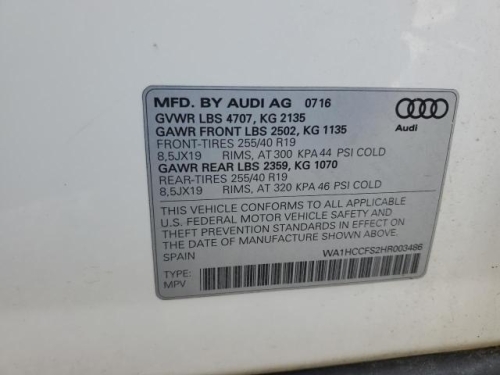 MFD. BY AUDI AG 07/16
GVWR LBS 4707, KG 2135
GAWR FRONT LBS 2502, KG 1135
FRONT-TIRES 255/40 R19
8,5JX19 RIMS, AT 300 KPA 44 PSI COLD
GAWR REAR LBS 2359, KG 1070
REAR-TIRES 255/40 R19
8,5JX19 RIMS, AT 320 KPA 46 PSI COLD
Audi
THIS VEHICLE CONFORMS TO ALL APPLICABLE
U.S. FEDERAL MOTOR VEHICLE SAFETY AND
THEFT PREVENTION STANDARDS IN EFFECT ON
THE DATE OF MANUFACTURE SHOWN ABOVE.
SPAIN
WA1HCCFS2HR003486
TYPE:
MPV